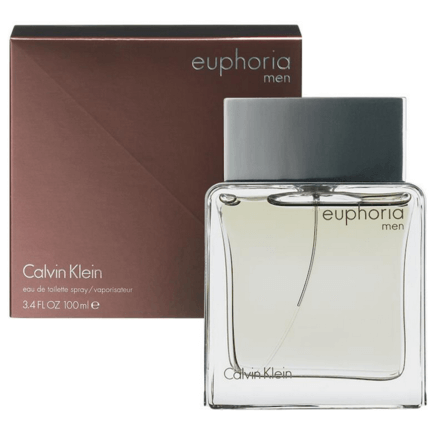 euphoria
men
Calvin Klein
eau de toilette spray/vaporisateur
3.4 FL OZ 100 ml ℮
euphoria
men
Calvin Klein